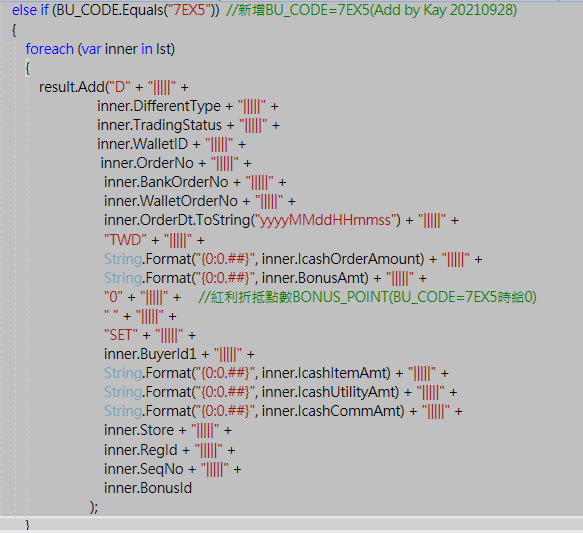 else if (BU_CODE.Equals("7EX5")) //新增BU_CODE=7EX5(Add by Kay 20210928)
{
foreach (var inner in lst)
{
result.Add("D" + "|||||" +
inner.DifferentType + "|||||" +
inner.TradingStatus + "|||||" +
inner.WalletID + "|||||" +
inner.OrderNo + "|||||" +
inner.BankOrderNo + "|||||" +
inner.WalletOrderNo + "|||||" +
inner.OrderDt.ToString("yyyyMMddHHmmss") + "|||||" +
"TWD" + "|||||" +
String.Format("{0:0.##}", inner.IcashOrderAmount) + "|||||" +
String.Format("{0:0.##}", inner.BonusAmt) + "|||||" +
"0" + "|||||" + //紅利折抵點數BONUS_POINT(BU_CODE=7EX5時給0)
" " + "|||||" +
"SET" + "|||||" +
inner.BuyerId1 + "|||||" +
String.Format("{0:0.##}", inner.IcashItemAmt) + "|||||" +
String.Format("{0:0.##}", inner.IcashUtilityAmt) + "|||||" +
String.Format("{0:0.##}", inner.IcashCommAmt) + "|||||" +
inner.Store + "|||||" +
inner.RegId + "|||||" +
inner.SeqNo + "|||||" +
inner.BonusId
);
}